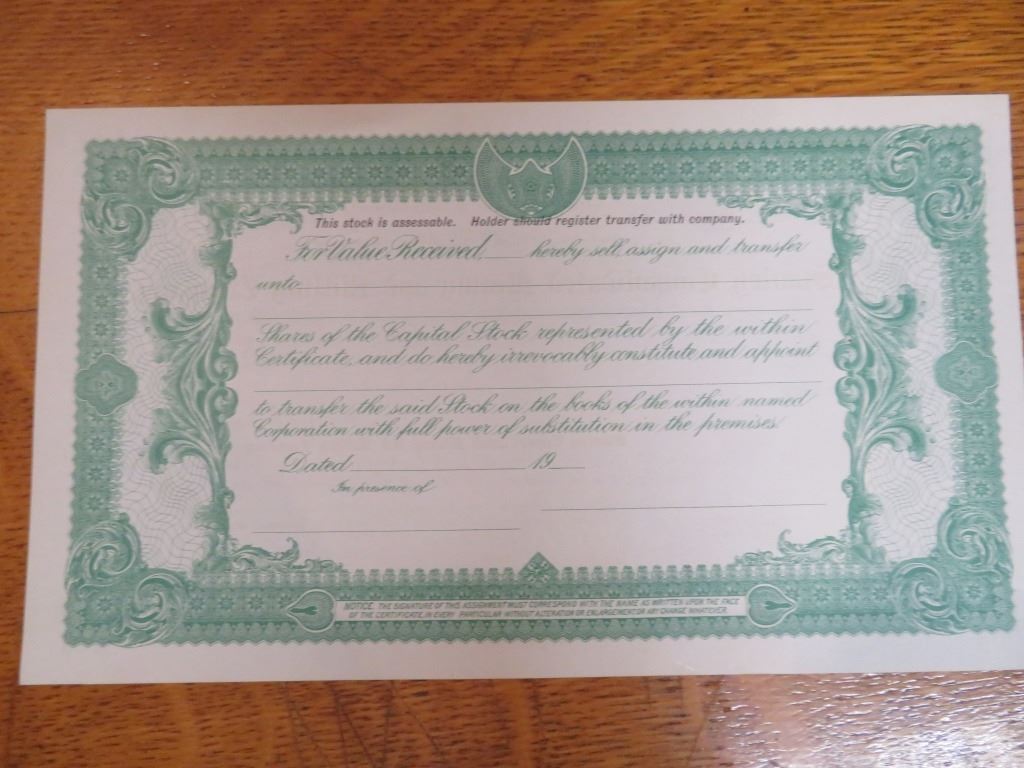 This stock is assessable. Holder should register transfer with company.
For Value Received, ___ hereby sell, assign and transfer
unto
Shares of the Capital Stock represented by the within
Certificate, and do hereby irrevocably constitute and appoint
to transfer the said Stock on the books of the within named
Corporation with full power of substitution in the premises.
Dated ___ 19___
In presence of
NOTICE. THE SIGNATURE OF THIS ASSIGNMENT MUST CORRESPOND WITH THE NAME AS WRITTEN UPON THE FACE
OF THE CERTIFICATE, IN EVERY PARTICULAR WITHOUT ALTERATION OR ENLARGEMENT OR ANY CHANGE WHATEVER.